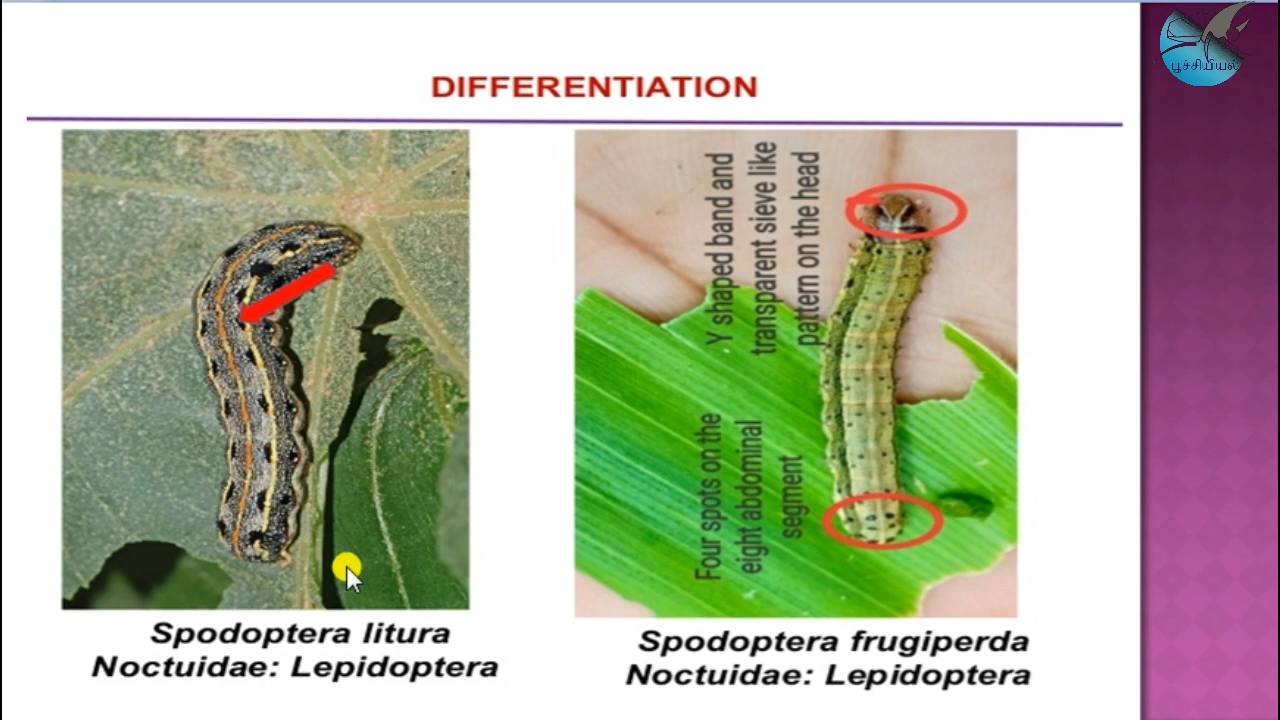 DIFFERENTIATION
பூச்சியியல்
Y shaped band and
transparent sieve like
pattern on the head
Four spots on the
eight abdominal
segment
Spodoptera litura
Noctuidae: Lepidoptera
Spodoptera frugiperda
Noctuidae: Lepidoptera